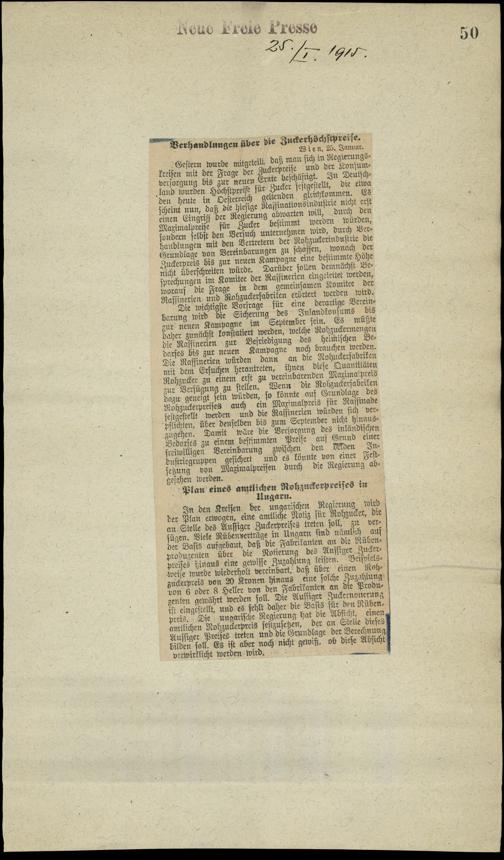 Neue Freie Presse
50
25./I. 1915.
Verhandlungen über die Zuckerhöchstpreise.
Wien, 25. Januar.
Gestern wurde mitgeteilt, daß man sich in Regierungs-
kreisen mit der Frage der Zuckerpreise und der Konsum-
versorgung bis zur neuen Ernte beschäftigt. In Deutsch-
land wurden Höchstpreise für Zucker festgestellt, die etwa
den heute in Oesterreich geltenden gleichkommen. Es
scheint nun, daß die hiesige Raffinationsindustrie nicht erst
einen Eingriff der Regierung abwarten will, durch den
Maximalpreise für Zucker bestimmt werden würden,
sondern selbst den Versuch unternehmen wird, durch Ver-
handlungen mit den Vertretern der Rohzuckerindustrie die
Grundlage von Vereinbarungen zu schaffen, wonach der
Zuckerpreis bis zur neuen Kampagne eine bestimmte Höhe
nicht überschreiten würde. Darüber sollen demnächst Be-
sprechungen im Komitee der Raffinerien eingeleitet werden,
worauf die Frage in dem gemeinsamen Komitee der
Raffinerien und Rohzuckerfabriken erörtert werden wird.
Die wichtigste Vorfrage für eine derartige Verein-
barung wird die Sicherung des Inlandkonsums bis
zur neuen Kampagne im September sein. Es müßte
daher zunächst konstatiert werden, welche Rohzuckermengen
die Raffinerien zur Befriedigung des heimischen Be-
darfes bis zur neuen Kampagne noch brauchen werden.
Die Raffinerien würden dann an die Rohzuckerfabriken
mit dem Ersuchen herantreten, ihnen diese Quantitäten
Rohzucker zu einem erst zu vereinbarenden Maximalpreis
zur Verfügung zu stellen. Wenn die Rohzuckerfabriken
dazu geneigt sein würden, so könnte auf Grundlage des
Rohzuckerpreises auch ein Maximalpreis für Raffinade
festgestellt werden und die Raffinerien würden sich ver-
pflichten, über denselben bis zum September nicht hinaus-
zugehen. Damit wäre die Versorgung des inländischen
Bedarfes zu einem bestimmten Preise auf Grund einer
freiwilligen Vereinbarung zwischen den beiden In-
dustriegruppen gesichert und es könnte von einer Fest-
setzung von Maximalpreisen durch die Regierung ab-
gesehen werden.
Plan eines amtlichen Rohzuckerpreises in
Ungarn.
In den Kreisen der ungarischen Regierung wird
der Plan erwogen, eine amtliche Notiz für Rohzucker, die
an Stelle des Aussiger Zuckerpreises treten soll, zu ver-
fügen. Viele Rübenverträge in Ungarn sind nämlich auf
der Basis aufgebaut, daß die Fabrikanten an die Rüben-
produzenten über die Notierung des Aussiger Zucker-
preises hinaus eine gewisse Zuzahlung leisten. Beispiels-
weise wurde wiederholt vereinbart, daß über einen Roh-
zuckerpreis von 20 Kronen hinaus eine solche Zuzahlung
von 6 oder 8 Heller von den Fabrikanten an die Produ-
zenten gewährt werden soll. Die Aussiger Zuckernotierung
ist eingestellt, und es fehlt daher die Basis für den Rüben-
preis. Die ungarische Regierung hat die Absicht, einen
amtlichen Rohzuckerpreis festzusetzen, der an Stelle dieses
Aussiger Preises treten und die Grundlage der Berechnung
bilden soll. Es ist aber noch nicht gewiß, ob diese Absicht
verwirklicht werden wird.